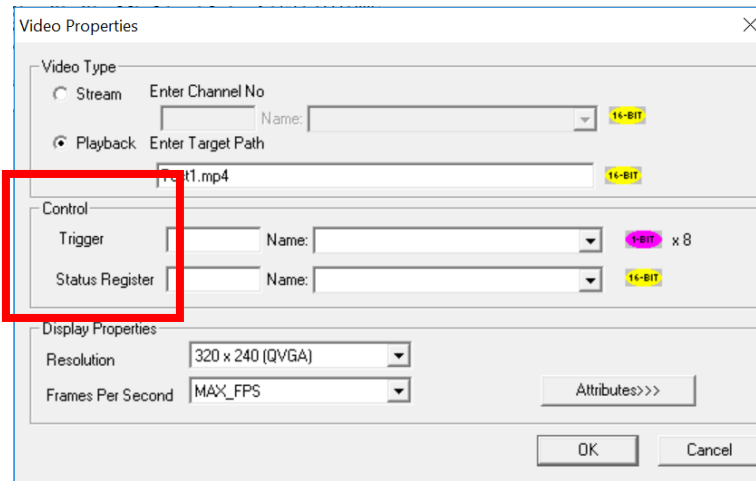 Video Properties
Video Type
Stream Enter Channel No
Name: 16-BIT
Playback Enter Target Path
16-BIT
Control
Trigger Name: 1-BIT x 8
Status Register Name: 16-BIT
Display Properties
Resolution 320 x 240 (QVGA)
Frames Per Second MAX_FPS Attributes>>>
OK Cancel